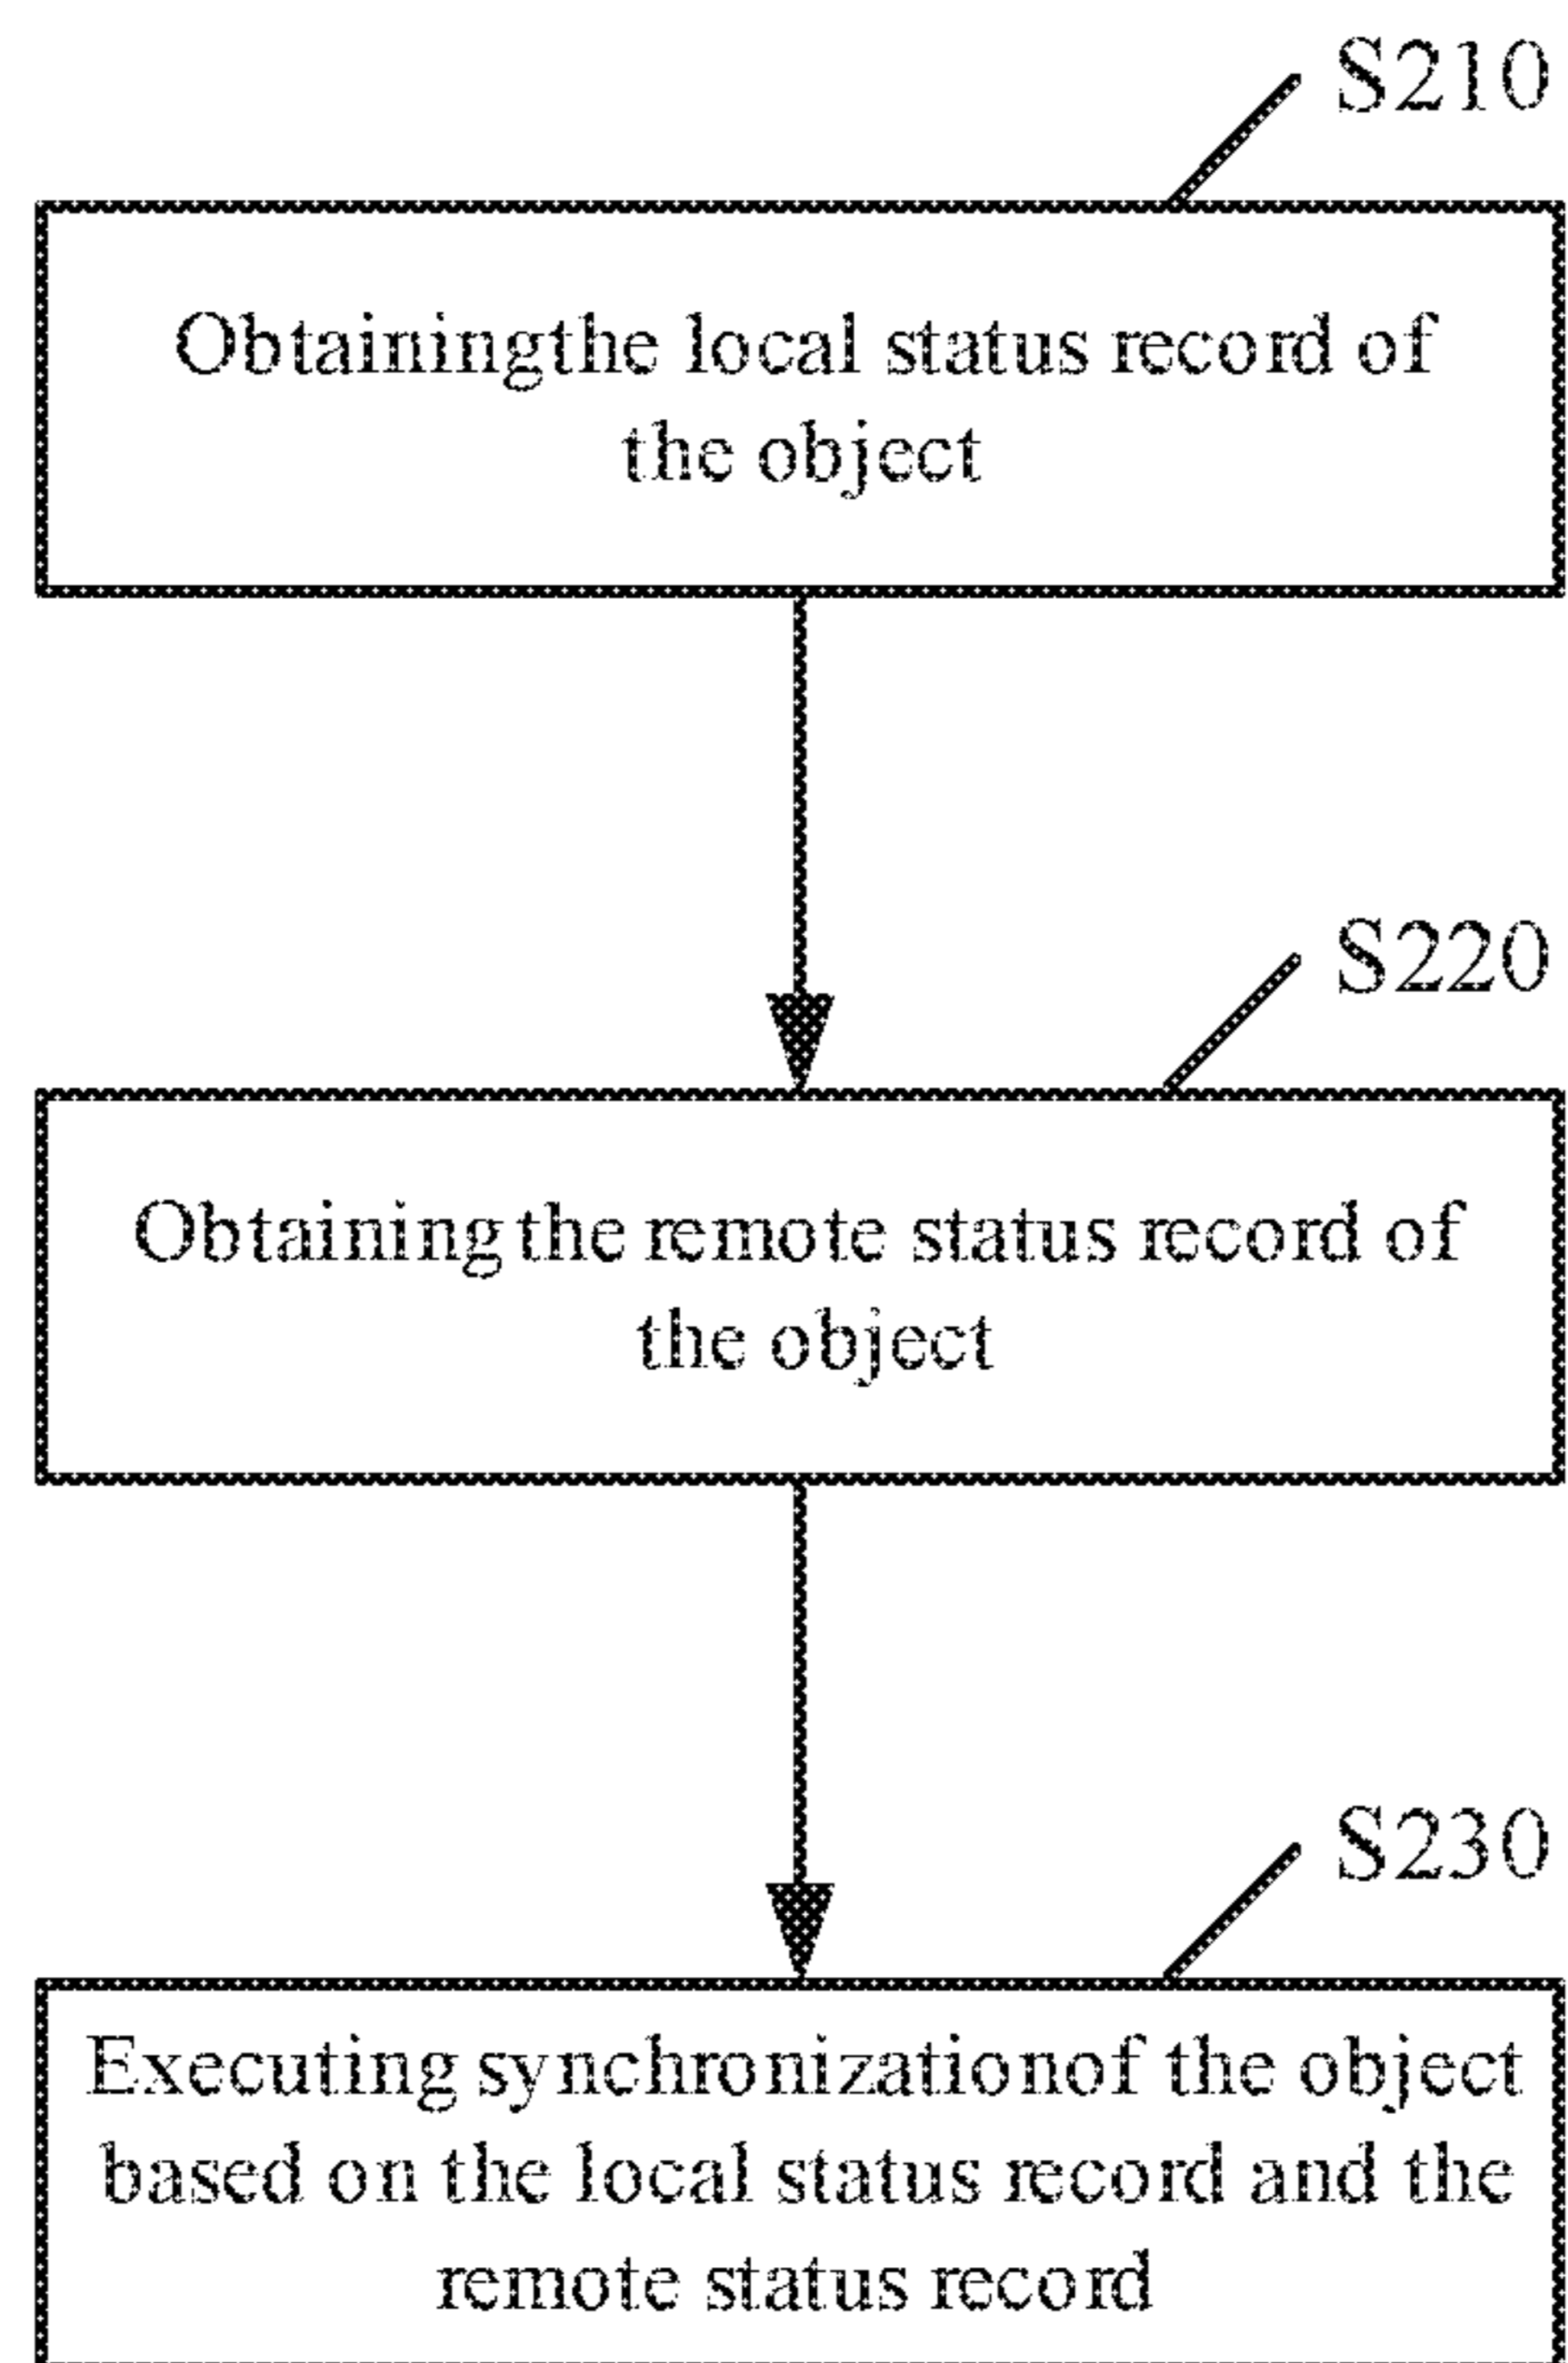 S210
Obtainingthe local status record of
the object
S220
Obtaining the remote status record of
the object
S230
Executing synchronizationof the object
based on the local status record and the
remote status record